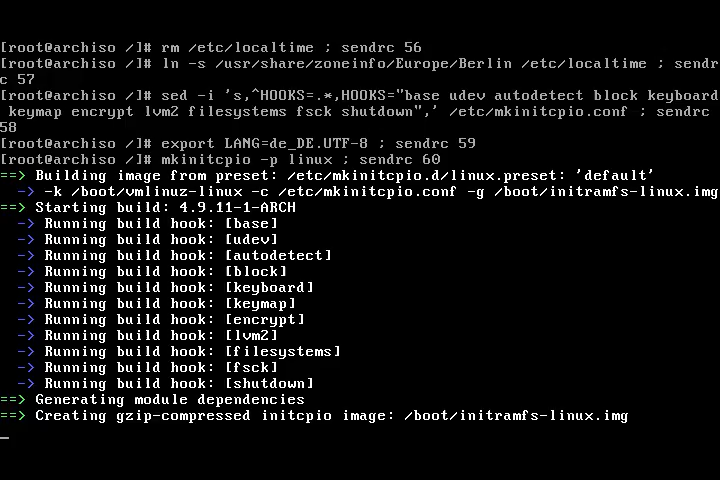 [root@archiso /]# rm /etc/localtime ; sendrc 56
[root@archiso /]# ln -s /usr/share/zoneinfo/Europe/Berlin /etc/localtime ; sendr
c 57
[root@archiso /]# sed -i 's,^HOOKS=.*,HOOKS="base udev autodetect block keyboard
 keymap encrypt lvm2 filesystems fsck shutdown",' /etc/mkinitcpio.conf ; sendrc
58
[root@archiso /]# export LANG=de_DE.UTF-8 ; sendrc 59
[root@archiso /]# mkinitcpio -p linux ; sendrc 60
==> Building image from preset: /etc/mkinitcpio.d/linux.preset: 'default'
  -> -k /boot/vmlinuz-linux -c /etc/mkinitcpio.conf -g /boot/initramfs-linux.img
==> Starting build: 4.9.11-1-ARCH
  -> Running build hook: [base]
  -> Running build hook: [udev]
  -> Running build hook: [autodetect]
  -> Running build hook: [block]
  -> Running build hook: [keyboard]
  -> Running build hook: [keymap]
  -> Running build hook: [encrypt]
  -> Running build hook: [lvm2]
  -> Running build hook: [filesystems]
  -> Running build hook: [fsck]
  -> Running build hook: [shutdown]
==> Generating module dependencies
==> Creating gzip-compressed initcpio image: /boot/initramfs-linux.img